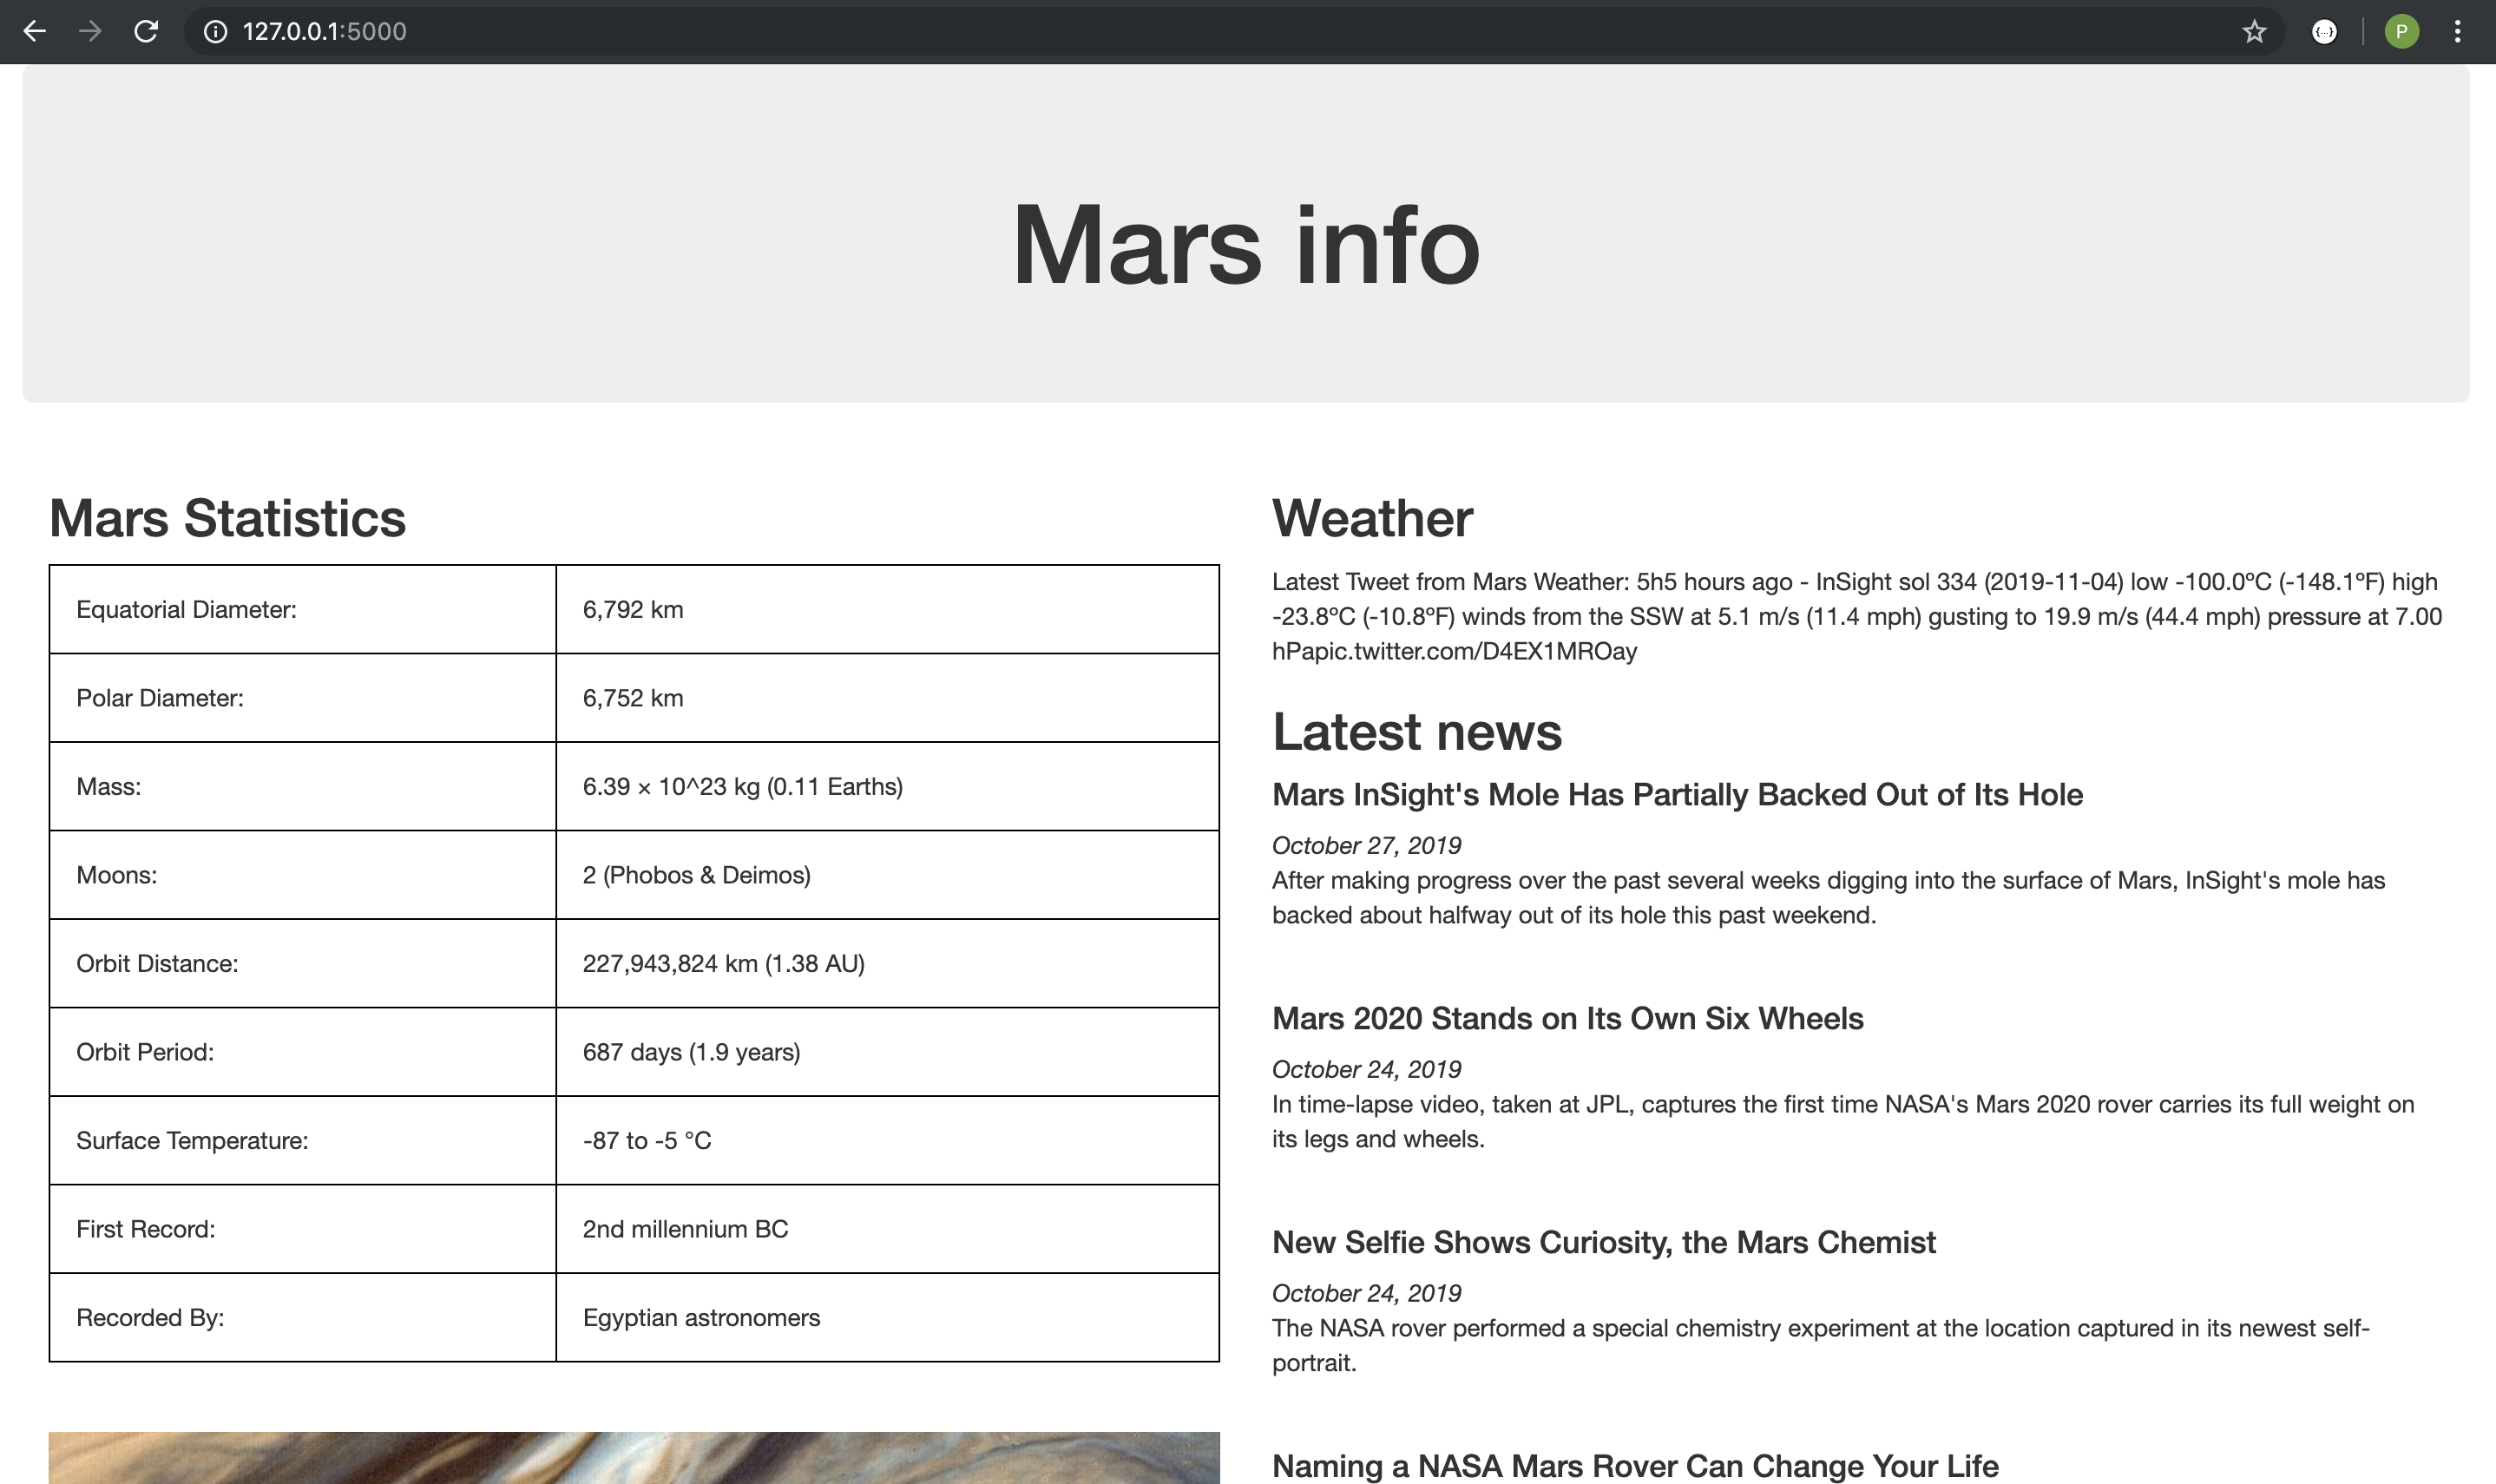 127.0.0.1:5000
P
Mars info
Mars Statistics
Equatorial Diameter: 6,792 km
Polar Diameter: 6,752 km
Mass: 6.39 × 10^23 kg (0.11 Earths)
Moons: 2 (Phobos & Deimos)
Orbit Distance: 227,943,824 km (1.38 AU)
Orbit Period: 687 days (1.9 years)
Surface Temperature: -87 to -5 °C
First Record: 2nd millennium BC
Recorded By: Egyptian astronomers
Weather
Latest Tweet from Mars Weather: 5h5 hours ago - InSight sol 334 (2019-11-04) low -100.0ºC (-148.1ºF) high
-23.8ºC (-10.8ºF) winds from the SSW at 5.1 m/s (11.4 mph) gusting to 19.9 m/s (44.4 mph) pressure at 7.00
hPapic.twitter.com/D4EX1MROay
Latest news
Mars InSight's Mole Has Partially Backed Out of Its Hole
October 27, 2019
After making progress over the past several weeks digging into the surface of Mars, InSight's mole has
backed about halfway out of its hole this past weekend.
Mars 2020 Stands on Its Own Six Wheels
October 24, 2019
In time-lapse video, taken at JPL, captures the first time NASA's Mars 2020 rover carries its full weight on
its legs and wheels.
New Selfie Shows Curiosity, the Mars Chemist
October 24, 2019
The NASA rover performed a special chemistry experiment at the location captured in its newest self-
portrait.
Naming a NASA Mars Rover Can Change Your Life